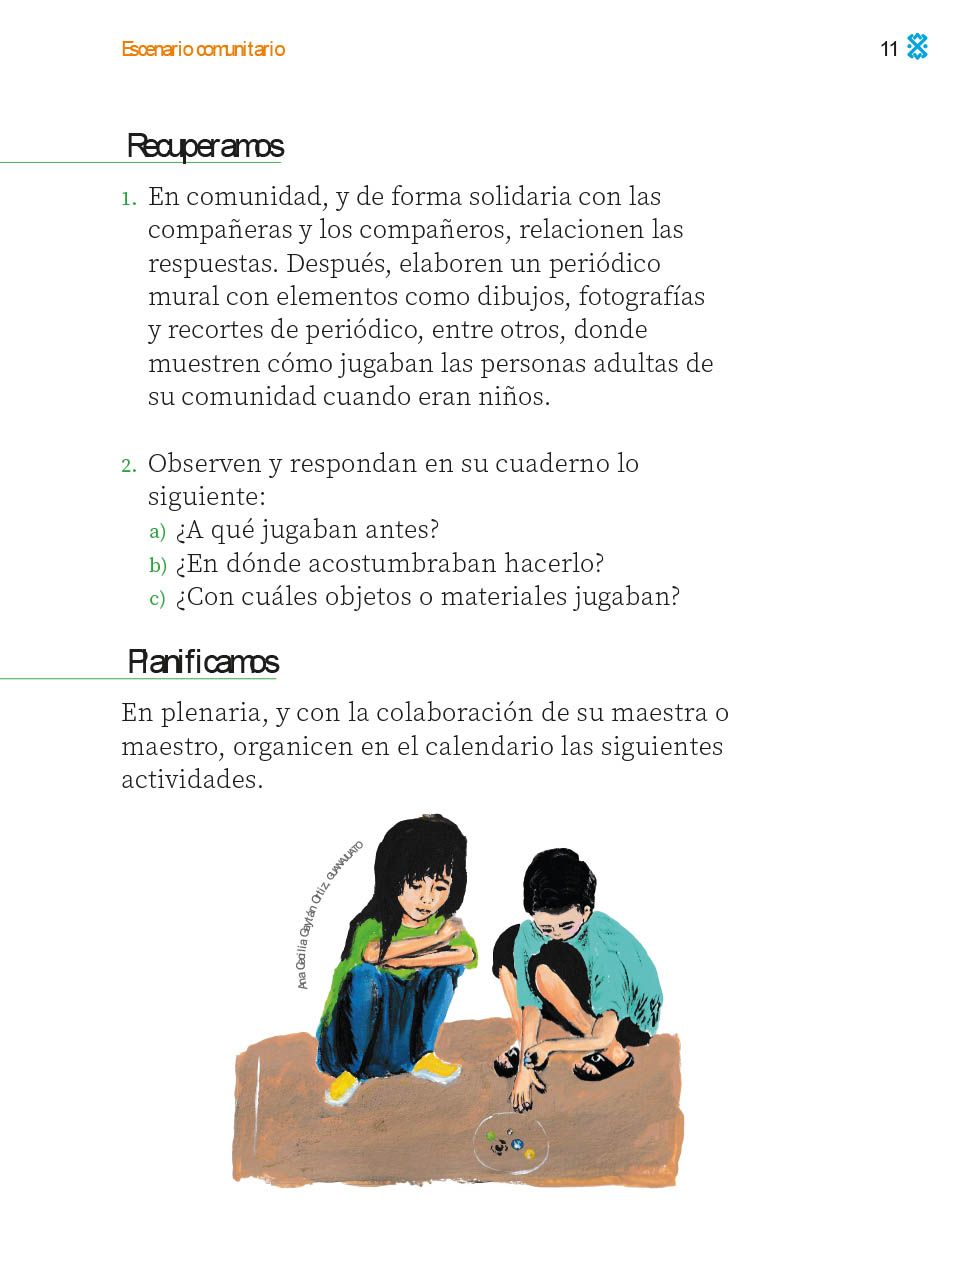 Escenario comunitario
11
Recuperamos
1. En comunidad, y de forma solidaria con las
compañeras y los compañeros, relacionen las
respuestas. Después, elaboren un periódico
mural con elementos como dibujos, fotografías
y recortes de periódico, entre otros, donde
muestren cómo jugaban las personas adultas de
su comunidad cuando eran niños.
2. Observen y respondan en su cuaderno lo
siguiente:
a) ¿A qué jugaban antes?
b) ¿En dónde acostumbraban hacerlo?
c) ¿Con cuáles objetos o materiales jugaban?
Planificamos
En plenaria, y con la colaboración de su maestra o
maestro, organicen en el calendario las siguientes
actividades.
Ana Cecilia Gaytán Ortiz, GUANAJUATO